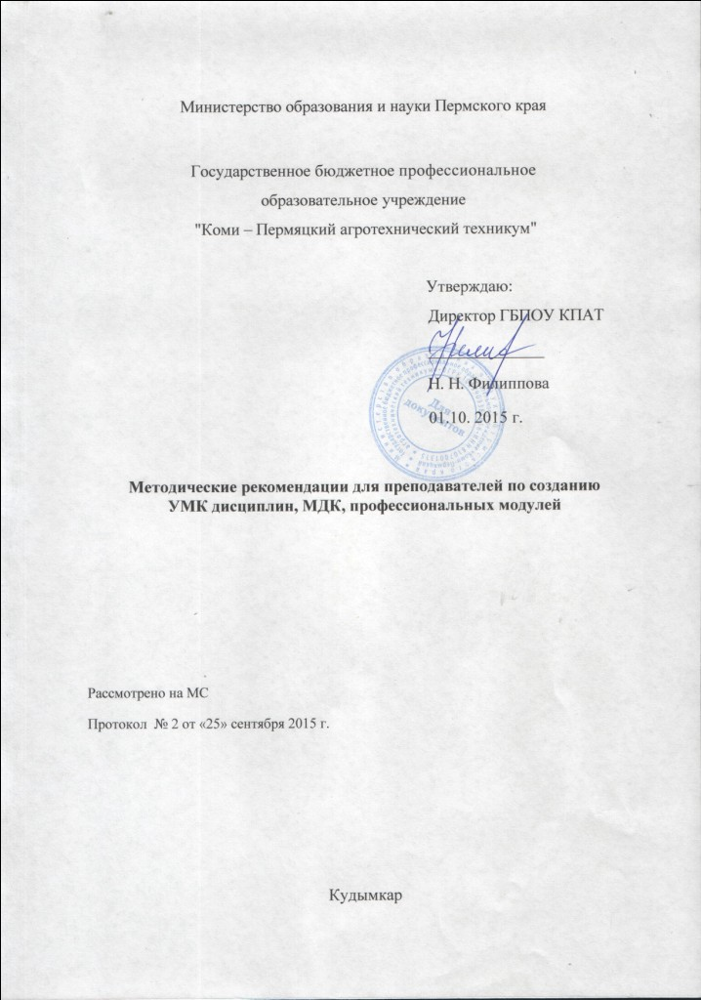 Министерство образования и науки Пермского края
Государственное бюджетное профессиональное
образовательное учреждение
"Коми – Пермяцкий агротехнический техникум"
Утверждаю:
Директор ГБПОУ КПАТ
Н. Н. Филиппова
01.10. 2015 г.
Для
документов
Методические рекомендации для преподавателей по созданию
УМК дисциплин, МДК, профессиональных модулей
Рассмотрено на МС
Протокол № 2 от «25» сентября 2015 г.
Кудымкар